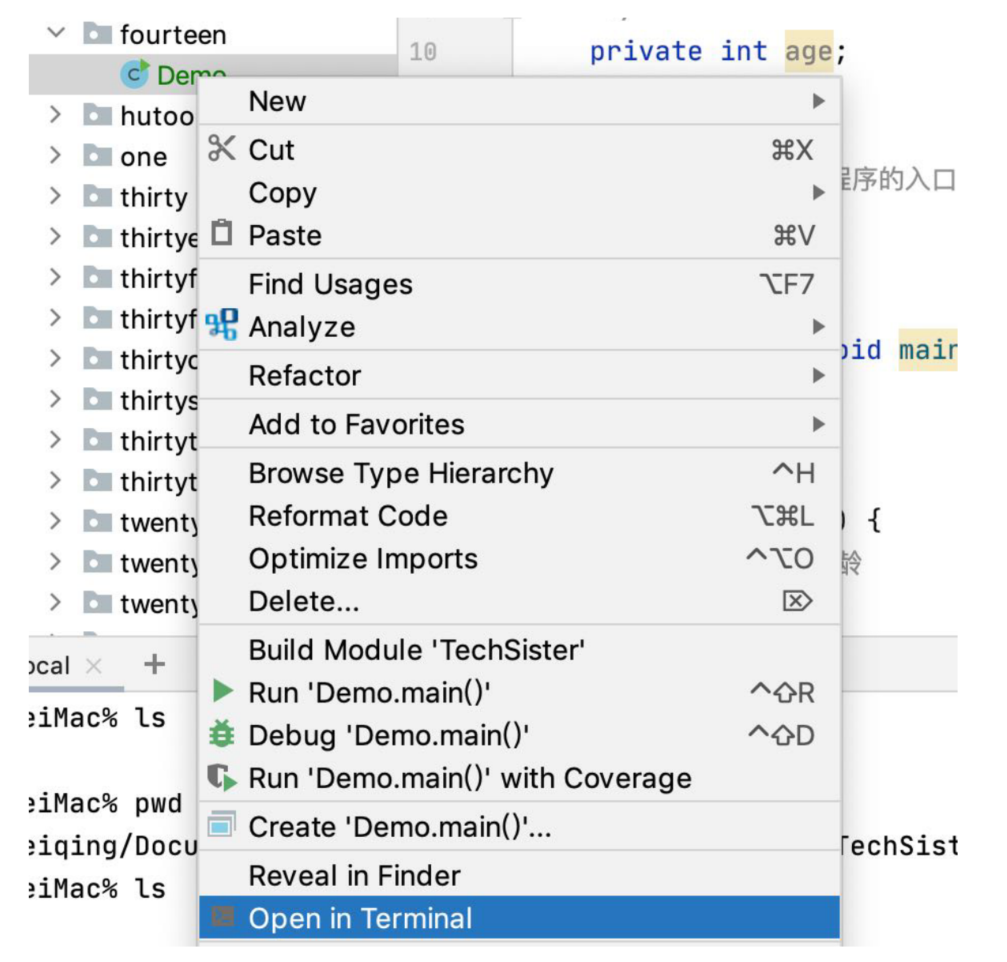 fourteen
10 private int age;
Demo
New
hutoo
Cut ⌘X
one
程序的入口
Copy
thirty
Paste ⌘V
thirtye
Find Usages ⌥F7
thirtyf
Analyze
thirtyf
void main
thirtyo
Refactor
thirtys
Add to Favorites
thirtyt
Browse Type Hierarchy ^H
thirtyt
Reformat Code ⌥⌘L
) {
twenty
Optimize Imports ^⌥O
龄
twenty
Delete... ⌦
twenty
Build Module 'TechSister'
ocal × +
Run 'Demo.main()' ^⇧R
eiMac% ls
Debug 'Demo.main()' ^⇧D
Run 'Demo.main()' with Coverage
eiMac% pwd
Create 'Demo.main()'...
eiqing/Docu
TechSist
Reveal in Finder
eiMac% ls
Open in Terminal